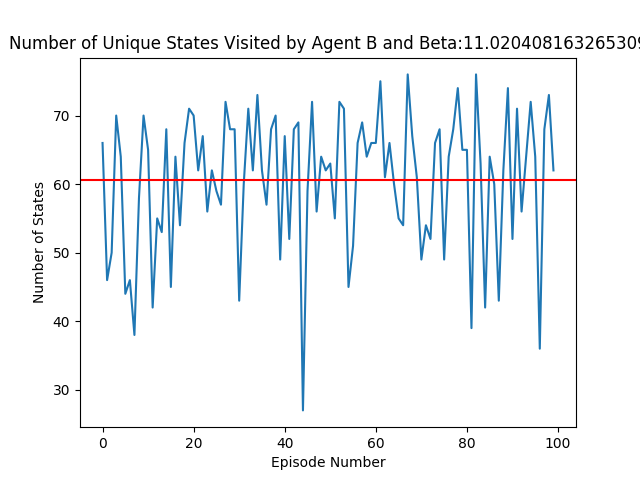 Number of Unique States Visited by Agent B and Beta:11.020408163265309
70
60
50
40
30
Number of States
0 20 40 60 80 100
Episode Number